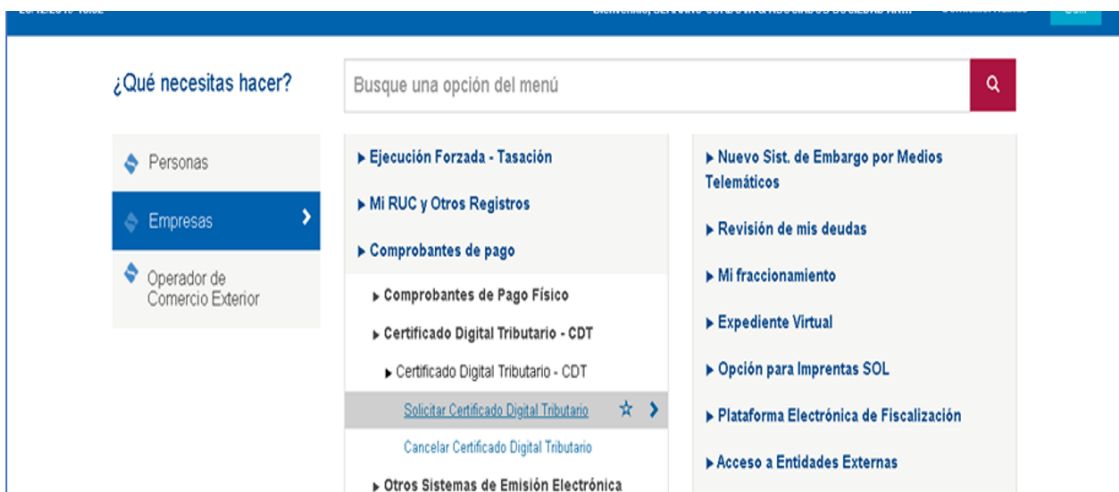 ¿Qué necesitas hacer?
Busque una opción del menú
Personas
Empresas
Operador de
Comercio Exterior
Ejecución Forzada - Tasación
Mi RUC y Otros Registros
Comprobantes de pago
Comprobantes de Pago Físico
Certificado Digital Tributario - CDT
Certificado Digital Tributario - CDT
Solicitar Certificado Digital Tributario
Cancelar Certificado Digital Tributario
Otros Sistemas de Emisión Electrónica
Nuevo Sist. de Embargo por Medios
Telemáticos
Revisión de mis deudas
Mi fraccionamiento
Expediente Virtual
Opción para Imprentas SOL
Plataforma Electrónica de Fiscalización
Acceso a Entidades Externas